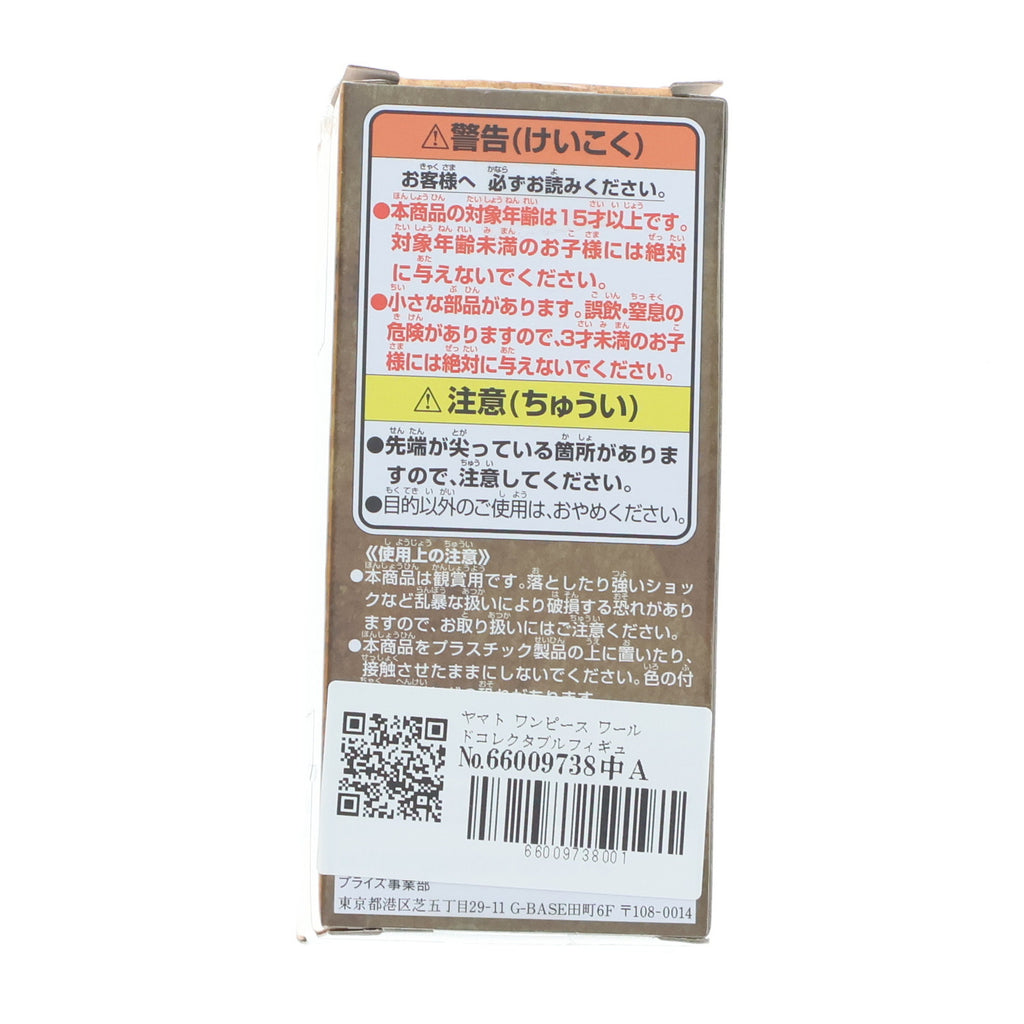 ⚠警告(けいこく)
お客様へ 必ずお読みください。
●本商品の対象年齢は15才以上です。
対象年齢未満のお子様には絶対
に与えないでください。
●小さな部品があります。誤飲・窒息の
危険がありますので、3才未満のお子
様には絶対に与えないでください。
⚠注意(ちゅうい)
●先端が尖っている箇所がありま
すので、注意してください。
●目的以外のご使用は、おやめください。
《使用上の注意》
●本商品は観賞用です。落としたり強いショッ
クなど乱暴な扱いにより破損する恐れがあり
ますので、お取り扱いにはご注意ください。
●本商品をプラスチック製品の上に置いたり、
接触させたままにしないでください。色の付
ヤマト ワンピース ワール
ドコレクタブルフィギュ
No.66009738中A
66009738001
プライズ事業部
東京都港区芝五丁目29-11 G-BASE田町6F 〒108-0014